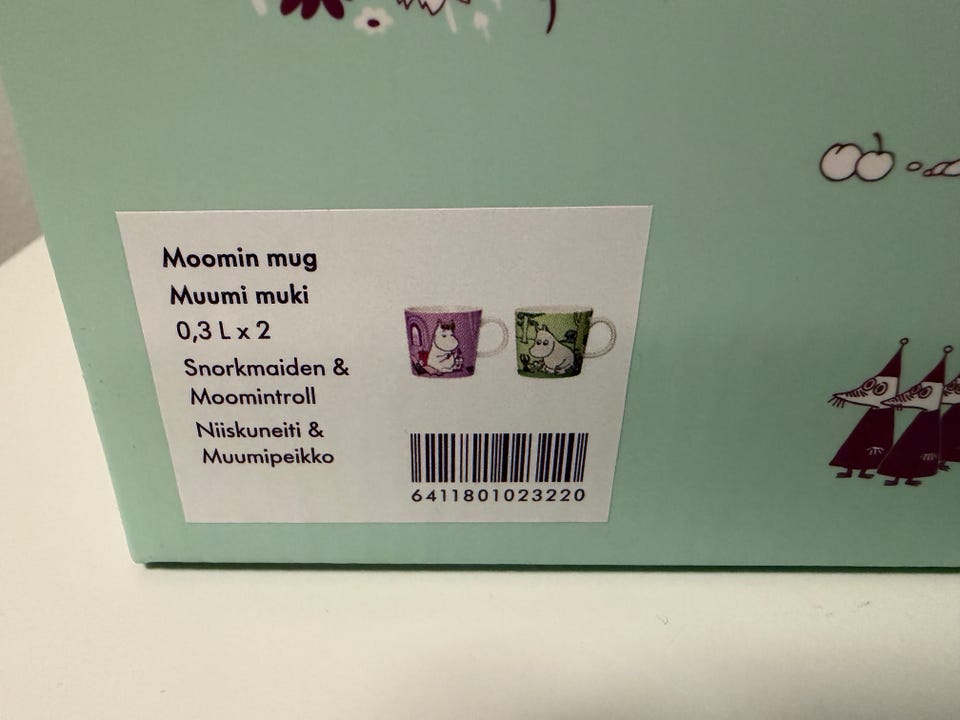 Moomin mug
Muumi muki
0,3 L x 2
Snorkmaiden &
Moomintroll
Niiskuneiti &
Muumipeikko
6411801023220